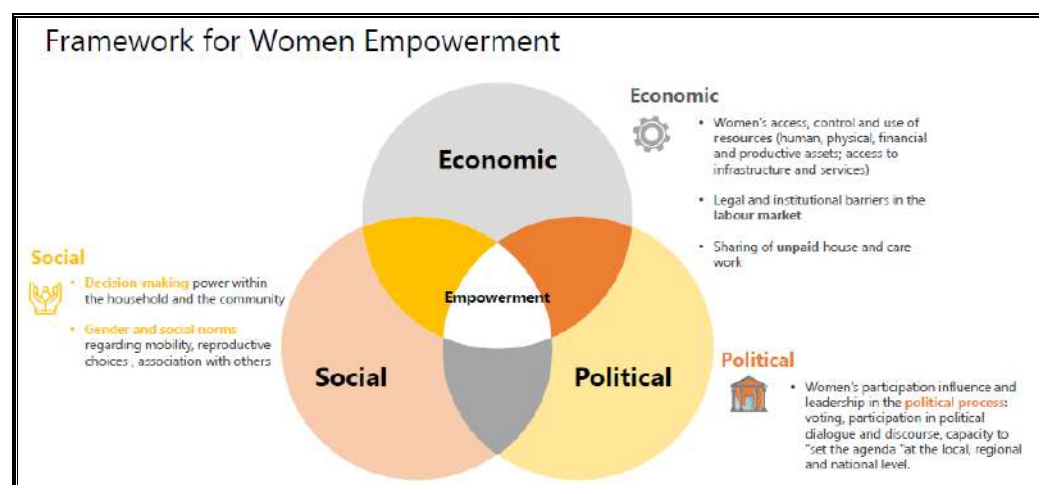 Framework for Women Empowerment
Economic
• Women's access, control and use of
resources (human, physical, financial
and productive assets; access to
infrastructure and services)
• Legal and institutional barriers in the
labour market
• Sharing of unpaid house and care
work
Economic
Social
• Decision-making power within
the household and the community
• Gender and social norms
regarding mobility, reproductive
choices , association with others
Empowerment
Social
Political
Political
• Women's participation influence and
leadership in the political process:
voting, participation in political
dialogue and discourse, capacity to
"set the agenda "at the local, regional
and national level.